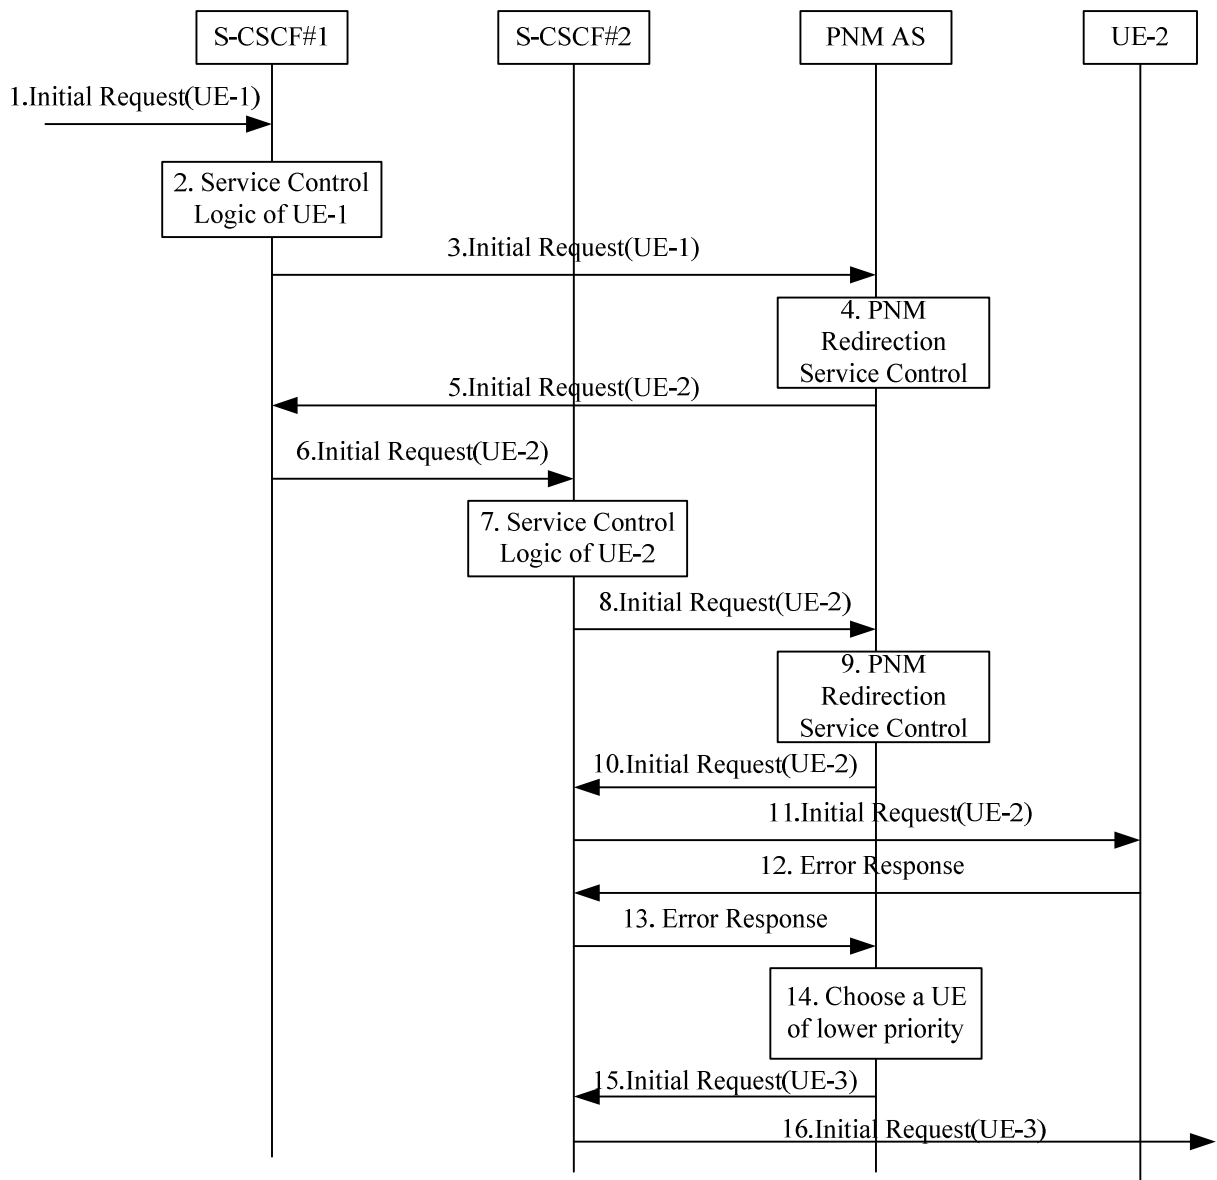 S-CSCF#1
S-CSCF#2
PNM AS
UE-2
1.Initial Request(UE-1)
2. Service Control
Logic of UE-1
3.Initial Request(UE-1)
4. PNM
Redirection
Service Control
5.Initial Request(UE-2)
6.Initial Request(UE-2)
7. Service Control
Logic of UE-2
8.Initial Request(UE-2)
9. PNM
Redirection
Service Control
10.Initial Request(UE-2)
11.Initial Request(UE-2)
12. Error Response
13. Error Response
14. Choose a UE
of lower priority
15.Initial Request(UE-3)
16.Initial Request(UE-3)